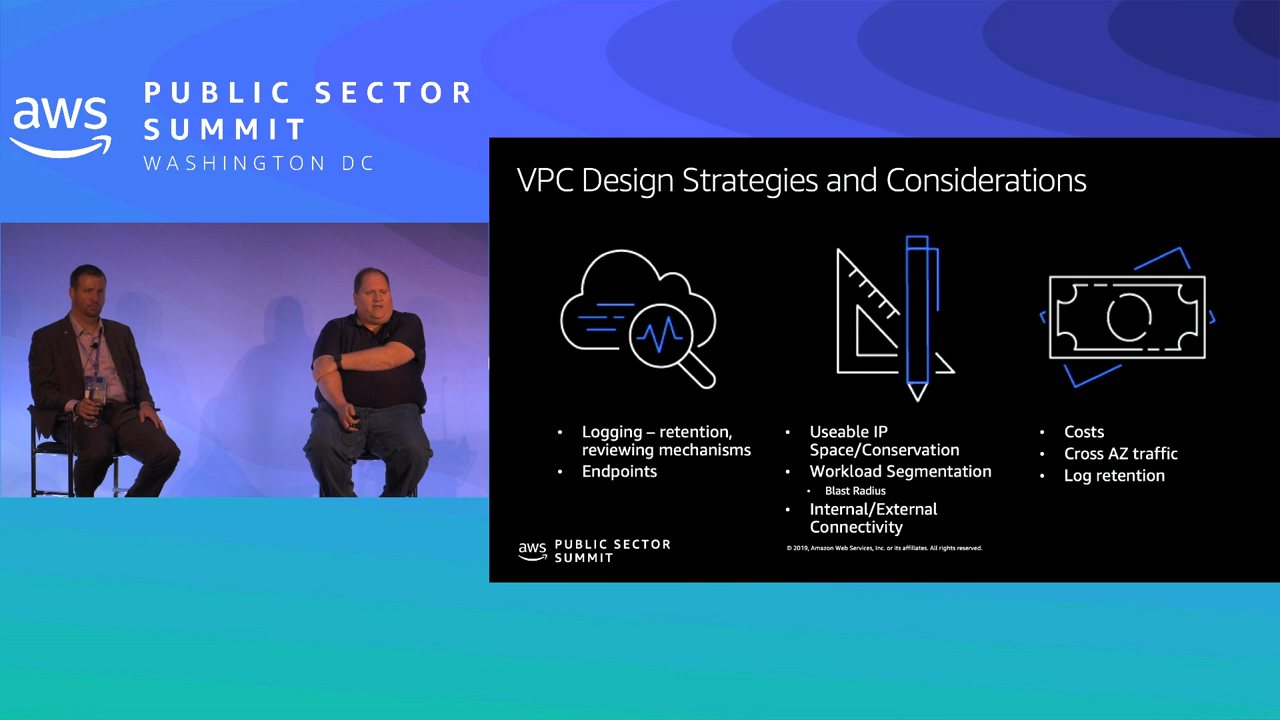 aws
PUBLIC SECTOR
SUMMIT
WASHINGTON DC
VPC Design Strategies and Considerations
• Logging – retention,
reviewing mechanisms
• Endpoints
• Useable IP
Space/Conservation
• Workload Segmentation
• Blast Radius
• Internal/External
Connectivity
• Costs
• Cross AZ traffic
• Log retention
aws
PUBLIC SECTOR
SUMMIT
© 2019, Amazon Web Services, Inc. or its affiliates. All rights reserved.